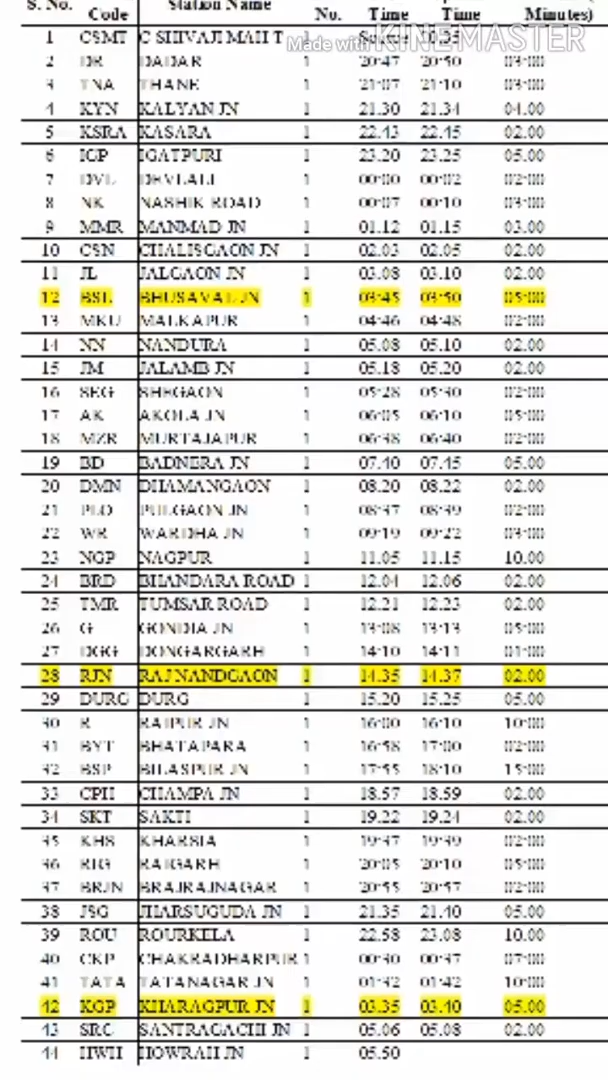 S. No. Code Station Name No. Time Time Minutes)
Made with KINEMASTER
1 CSMT C SHIVAJI MAH T 1
2 DR DADAR 1 20:47 20:50 03:00
3 TNA THANE 1 21:07 21:10 03:00
4 KYN KALYAN JN 1 21.30 21.34 04.00
5 KSRA KASARA 1 22.43 22.45 02.00
6 IGP IGATPURI 1 23.20 23.25 05.00
7 DVL DEVLALI 1 00:00 00:02 02:00
8 NK NASHIK ROAD 1 00:07 00:10 03:00
9 MMR MANMAD JN 1 01.12 01.15 03.00
10 CSN CHALISGAON JN 1 02.03 02.05 02.00
11 JL JALGAON JN 1 03.08 03.10 02.00
12 BSL BHUSAVAL JN 1 03:45 03:50 05:00
13 MKU MALKAPUR 1 04:46 04:48 02:00
14 NN NANDURA 1 05.08 05.10 02.00
15 JM JALAMB JN 1 05.18 05.20 02.00
16 SEG SHEGAON 1 05:28 05:30 02:00
17 AK AKOLA JN 1 06:05 06:10 05:00
18 MZR MURTAJAPUR 1 06:38 06:40 02:00
19 BD BADNERA JN 1 07.40 07.45 05.00
20 DMN DHAMANGAON 1 08.20 08.22 02.00
21 PLO PULGAON JN 1 08:37 08:39 02:00
22 WR WARDHA JN 1 09:19 09:22 03:00
23 NGP NAGPUR 1 11.05 11.15 10.00
24 BRD BHANDARA ROAD 1 12.04 12.06 02.00
25 TMR TUMSAR ROAD 1 12.21 12.23 02.00
26 G GONDIA JN 1 13:08 13:13 05:00
27 DGG DONGARGARH 1 14:10 14:11 01:00
28 RJN RAJ NANDGAON 1 14.35 14.37 02.00
29 DURG DURG 1 15.20 15.25 05.00
30 R RAIPUR JN 1 16:00 16:10 10:00
31 BYT BHATAPARA 1 16:58 17:00 02:00
32 BSP BILASPUR JN 1 17:55 18:10 15:00
33 CPH CHAMPA JN 1 18.57 18.59 02.00
34 SKT SAKTI 1 19.22 19.24 02.00
35 KHS KHARSIA 1 19:37 19:39 02:00
36 RIG RAIGARH 1 20:05 20:10 05:00
37 BRJN BRAJRAJNAGAR 1 20:55 20:57 02:00
38 JSG JHARSUGUDA JN 1 21.35 21.40 05.00
39 ROU ROURKELA 1 22.58 23.08 10.00
40 CKP CHAKRADHARPUR 1 00:30 00:37 07:00
41 TATA TATANAGAR JN 1 01:32 01:42 10:00
42 KGP KHARAGPUR JN 1 03.35 03.40 05.00
43 SRC SANTRAGACHI JN 1 05.06 05.08 02.00
44 HWH HOWRAH JN 1 05.50